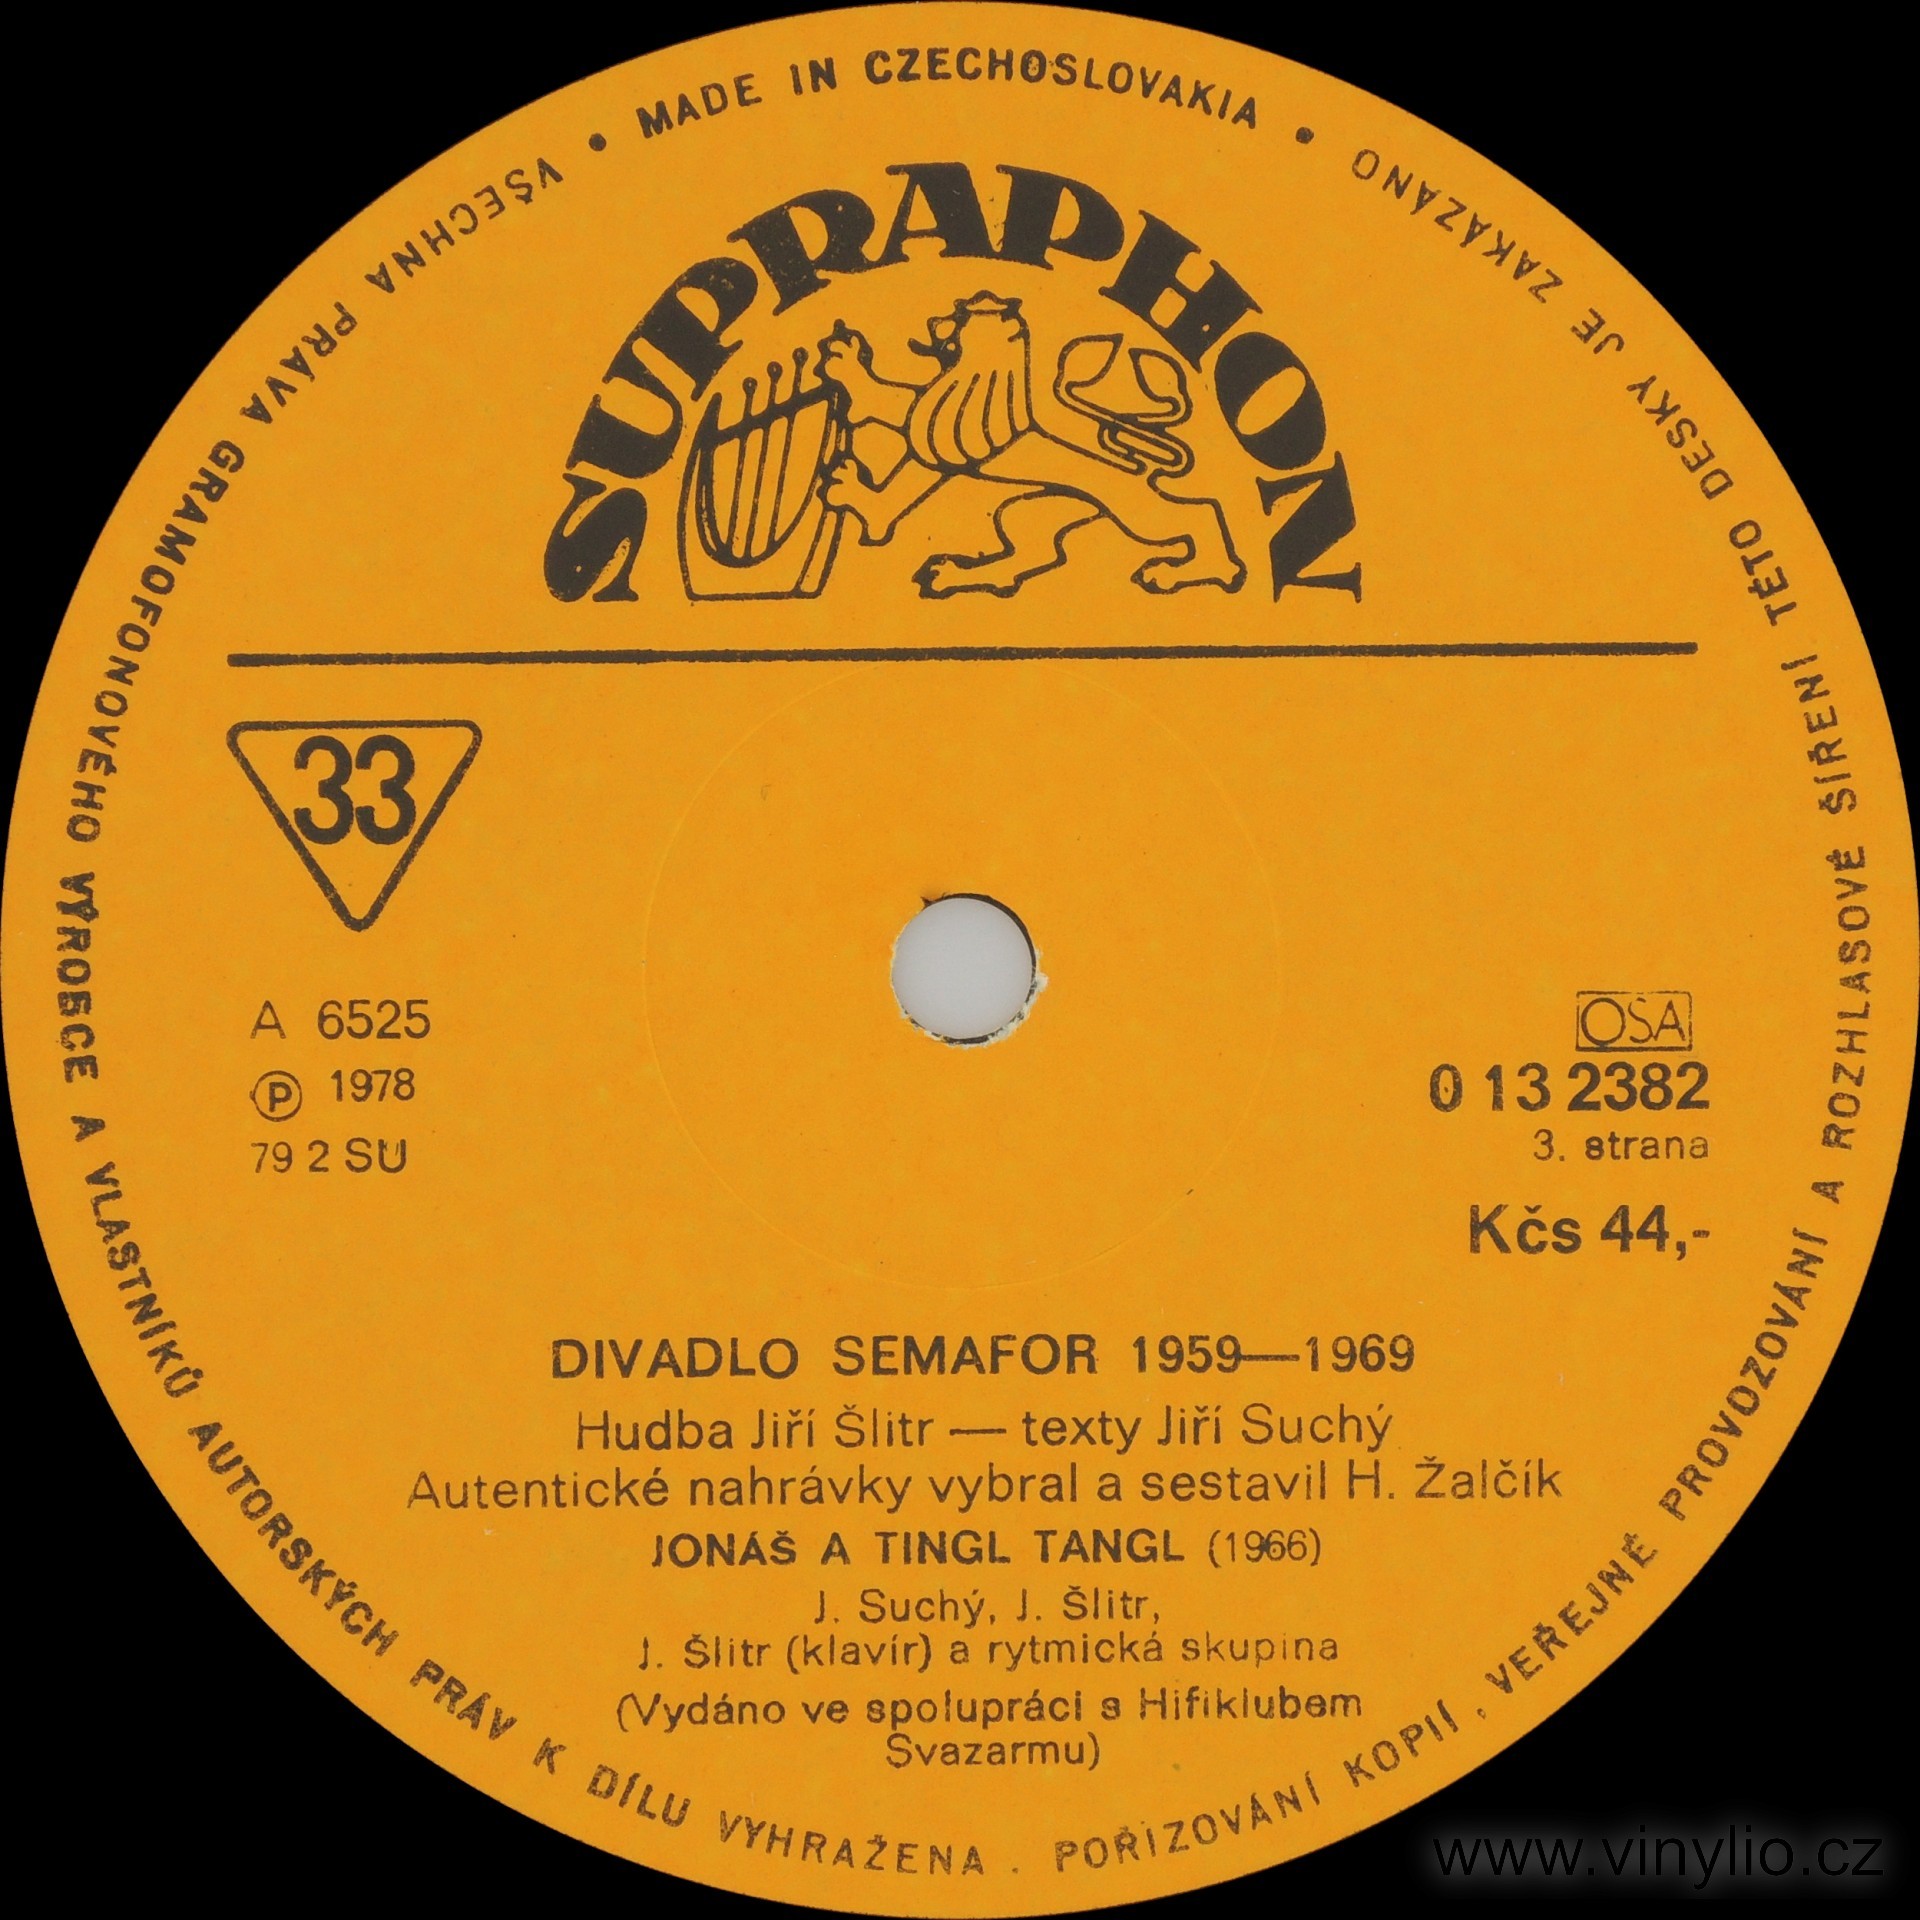 MADE IN CZECHOSLOVAKIA
VŠECHNA PRÁVA GRAMOFONOVÉHO VÝROBCE A VLASTNÍKŮ AUTORSKÝCH PRÁV K DÍLU VYHRAŽENA . POŘIZOVÁNÍ KOPIÍ , VEŘEJNÉ PROVOZOVÁNÍ A ROZHLASOVÉ ŠÍŘENÍ TÉTO DESKY JE ZAKÁZÁNO
SUPRAPHON
33
A 6525
Ⓟ 1978
79 2 SU
OSA
0 13 2382
3. strana
Kčs 44,-
DIVADLO SEMAFOR 1959—1969
Hudba Jiří Šlitr — texty Jiří Suchý
Autentické nahrávky vybral a sestavil H. Žalčík
JONÁŠ A TINGL TANGL (1966)
J. Suchý, J. Šlitr,
J. Šlitr (klavír) a rytmická skupina
(Vydáno ve spolupráci s Hifiklubem
Svazarmu)
www.vinylio.cz